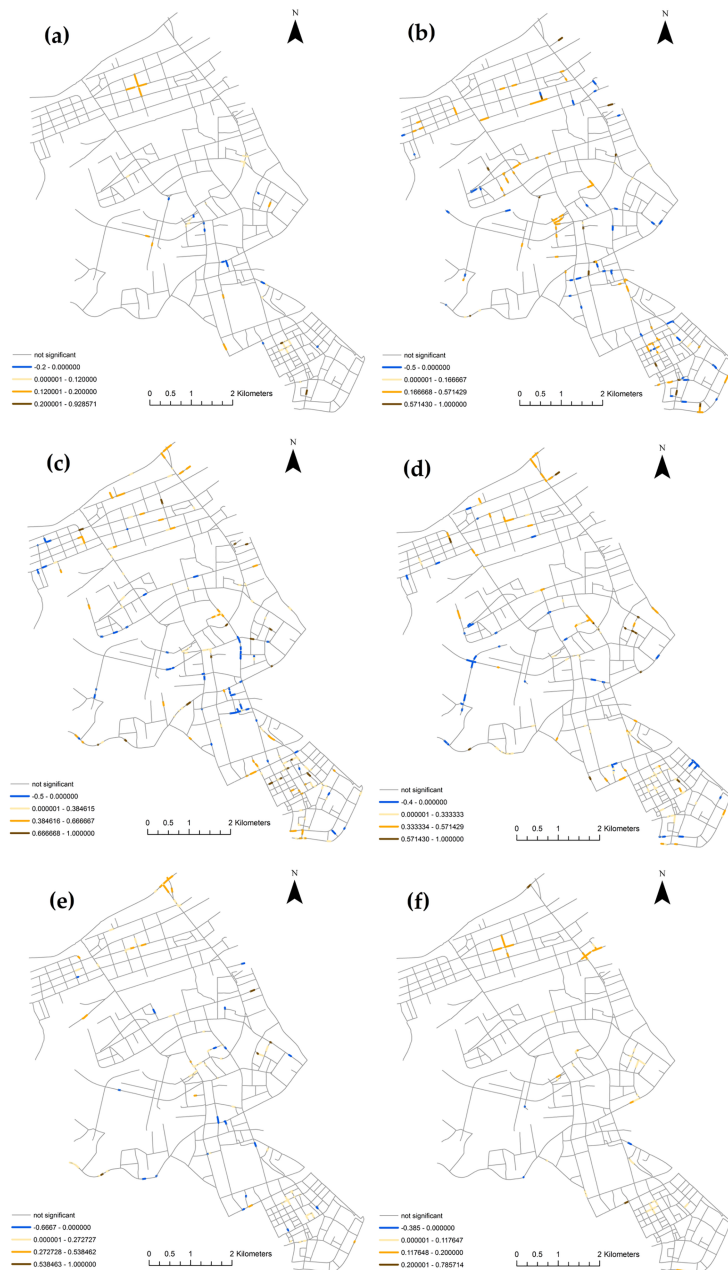 (a)
N
not significant
-0.2 - 0.000000
0.000001 - 0.120000
0.120001 - 0.200000
0.200001 - 0.928571
0 0.5 1 2 Kilometers
(b)
N
not significant
-0.5 - 0.000000
0.000001 - 0.166667
0.166668 - 0.571429
0.571430 - 1.000000
0 0.5 1 2 Kilometers
(c)
N
not significant
-0.5 - 0.000000
0.000001 - 0.384615
0.384616 - 0.666667
0.666668 - 1.000000
0 0.5 1 2 Kilometers
(d)
N
not significant
-0.4 - 0.000000
0.000001 - 0.333333
0.333334 - 0.571429
0.571430 - 1.000000
0 0.5 1 2 Kilometers
(e)
N
not significant
-0.6667 - 0.000000
0.000001 - 0.272727
0.272728 - 0.538462
0.538463 - 1.000000
0 0.5 1 2 Kilometers
(f)
N
not significant
-0.385 - 0.000000
0.000001 - 0.117647
0.117648 - 0.200000
0.200001 - 0.785714
0 0.5 1 2 Kilometers